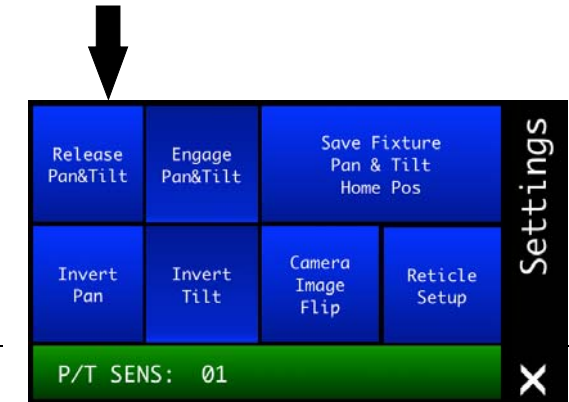 Release
Pan&Tilt
Engage
Pan&Tilt
Save Fixture
Pan & Tilt
Home Pos
Invert
Pan
Invert
Tilt
Camera
Image
Flip
Reticle
Setup
P/T SENS: 01
Settings
X